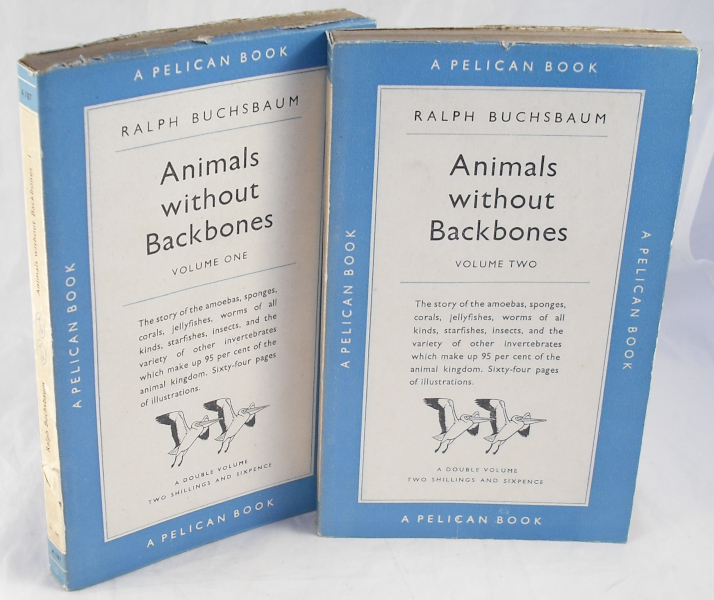 A PELICAN BOOK
RALPH BUCHSBAUM
Animals
without
Backbones
VOLUME ONE
The story of the amoebas, sponges,
corals, jellyfishes, worms of all
kinds, starfishes, insects, and the
variety of other invertebrates
which make up 95 per cent of the
animal kingdom. Sixty-four pages
of illustrations.
A DOUBLE VOLUME
TWO SHILLINGS AND SIXPENCE
A PELICAN BOOK
A PELICAN BOOK
Ralph Buchsbaum
Animals without Backbones · 1
A PELICAN BOOK
RALPH BUCHSBAUM
Animals
without
Backbones
VOLUME TWO
The story of the amoebas, sponges,
corals, jellyfishes, worms of all
kinds, starfishes, insects, and the
variety of other invertebrates
which make up 95 per cent of the
animal kingdom. Sixty-four pages
of illustrations.
A DOUBLE VOLUME
TWO SHILLINGS AND SIXPENCE
A PELICAN BOOK
A PELICAN BOOK
A PELICAN BOOK